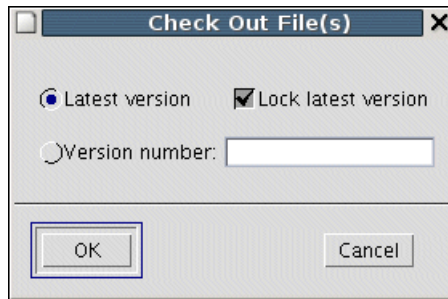 Check Out File(s)
Latest version Lock latest version
Version number:
OK Cancel